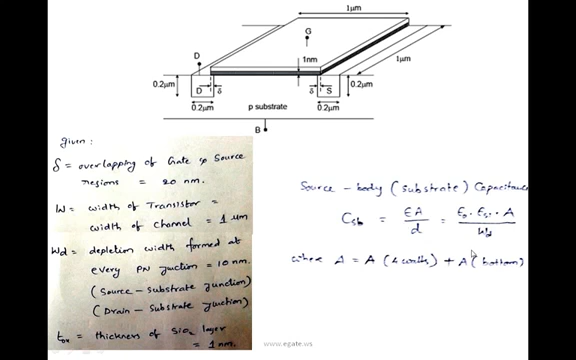 1μm
G
D
1nm
1μm
0.2μm
D
δ
δ
S
0.2μm
0.2μm
p substrate
0.2μm
B
given :
δ = overlapping of Gate & Source
regions = 20 nm.
W = width of Transistor =
width of channel = 1 μm
Wd = depletion width formed at
every PN junction = 10 nm.
(Source - Substrate junction)
(Drain - Substrate junction)
tox = thickness of SiO2 layer
= 1 nm.
Source - body (substrate) Capacitance
Csb = εA / d = ε0 . εs . A / Wd
where A = A (4 walls) + A (bottom)
www.egate.ws